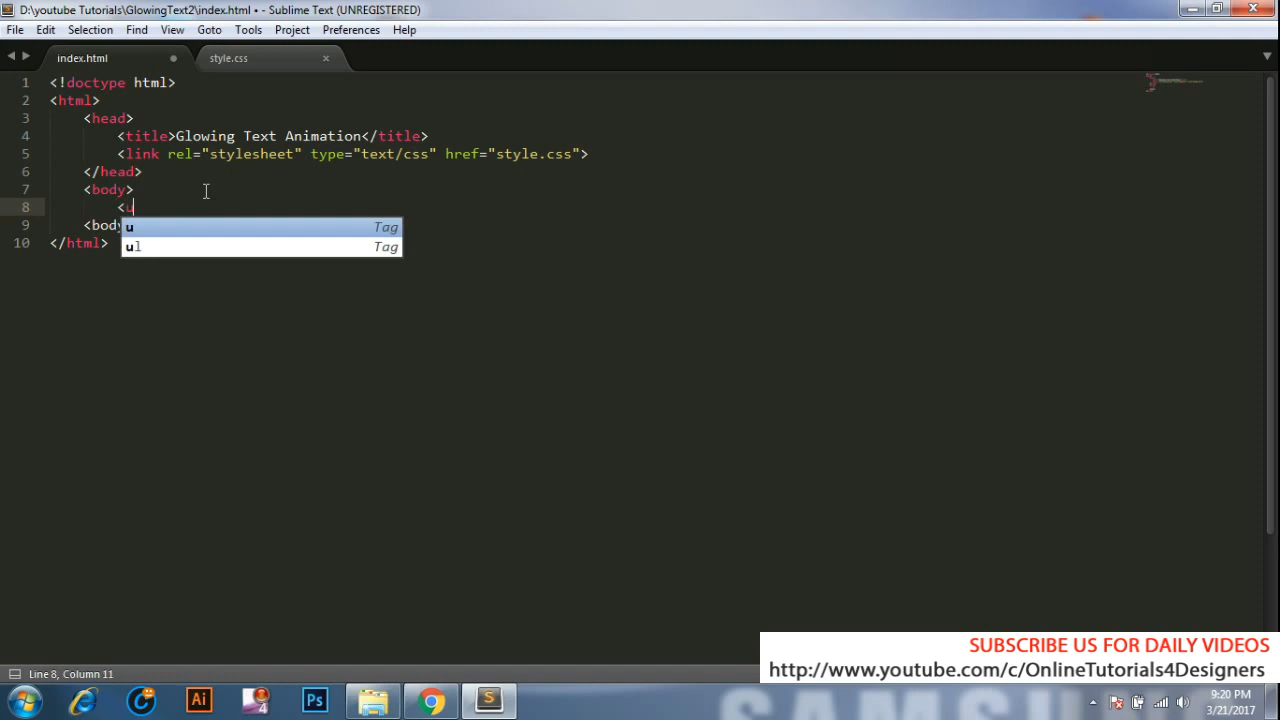 D:\youtube Tutorials\GlowingText2\index.html • - Sublime Text (UNREGISTERED)
File Edit Selection Find View Goto Tools Project Preferences Help
index.html style.css
1 <!doctype html>
2 <html>
3 <head>
4 <title>Glowing Text Animation</title>
5 <link rel="stylesheet" type="text/css" href="style.css">
6 </head>
7 <body>
8 <u
9 <body
u Tag
ul Tag
10 </html>
SUBSCRIBE US FOR DAILY VIDEOS
http://www.youtube.com/c/OnlineTutorials4Designers
Line 8, Column 11
Ai 4 Ps S
9:20 PM
3/21/2017